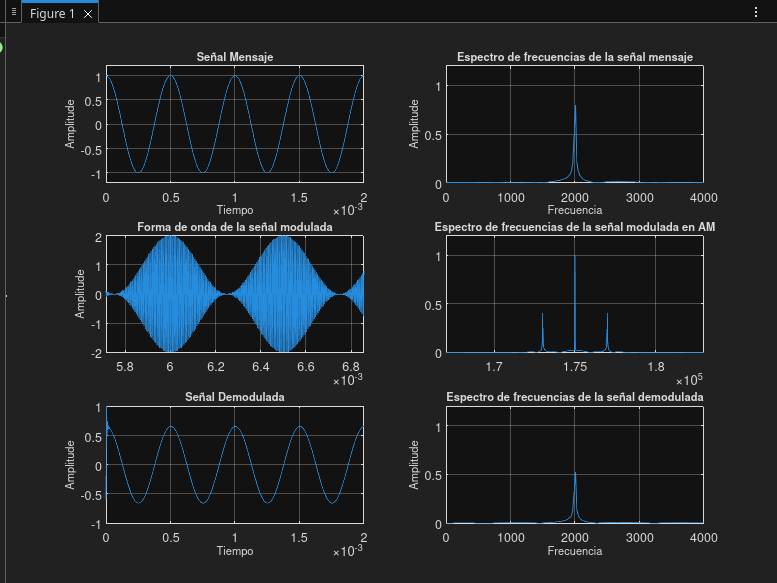 Figure 1
Señal Mensaje
Amplitude
1
0.5
0
-0.5
-1
0 0.5 1 1.5 2
Tiempo
×10⁻³
Espectro de frecuencias de la señal mensaje
Amplitude
1
0.5
0
0 1000 2000 3000 4000
Frecuencia
Forma de onda de la señal modulada
Amplitude
2
1
0
-1
-2
5.8 6 6.2 6.4 6.6 6.8
×10⁻³
Espectro de frecuencias de la señal modulada en AM
Amplitude
1
0.5
0
1.7 1.75 1.8
×10⁵
Señal Demodulada
Amplitude
1
0.5
0
-0.5
-1
0 0.5 1 1.5 2
Tiempo
×10⁻³
Espectro de frecuencias de la señal demodulada
Amplitude
1
0.5
0
0 1000 2000 3000 4000
Frecuencia